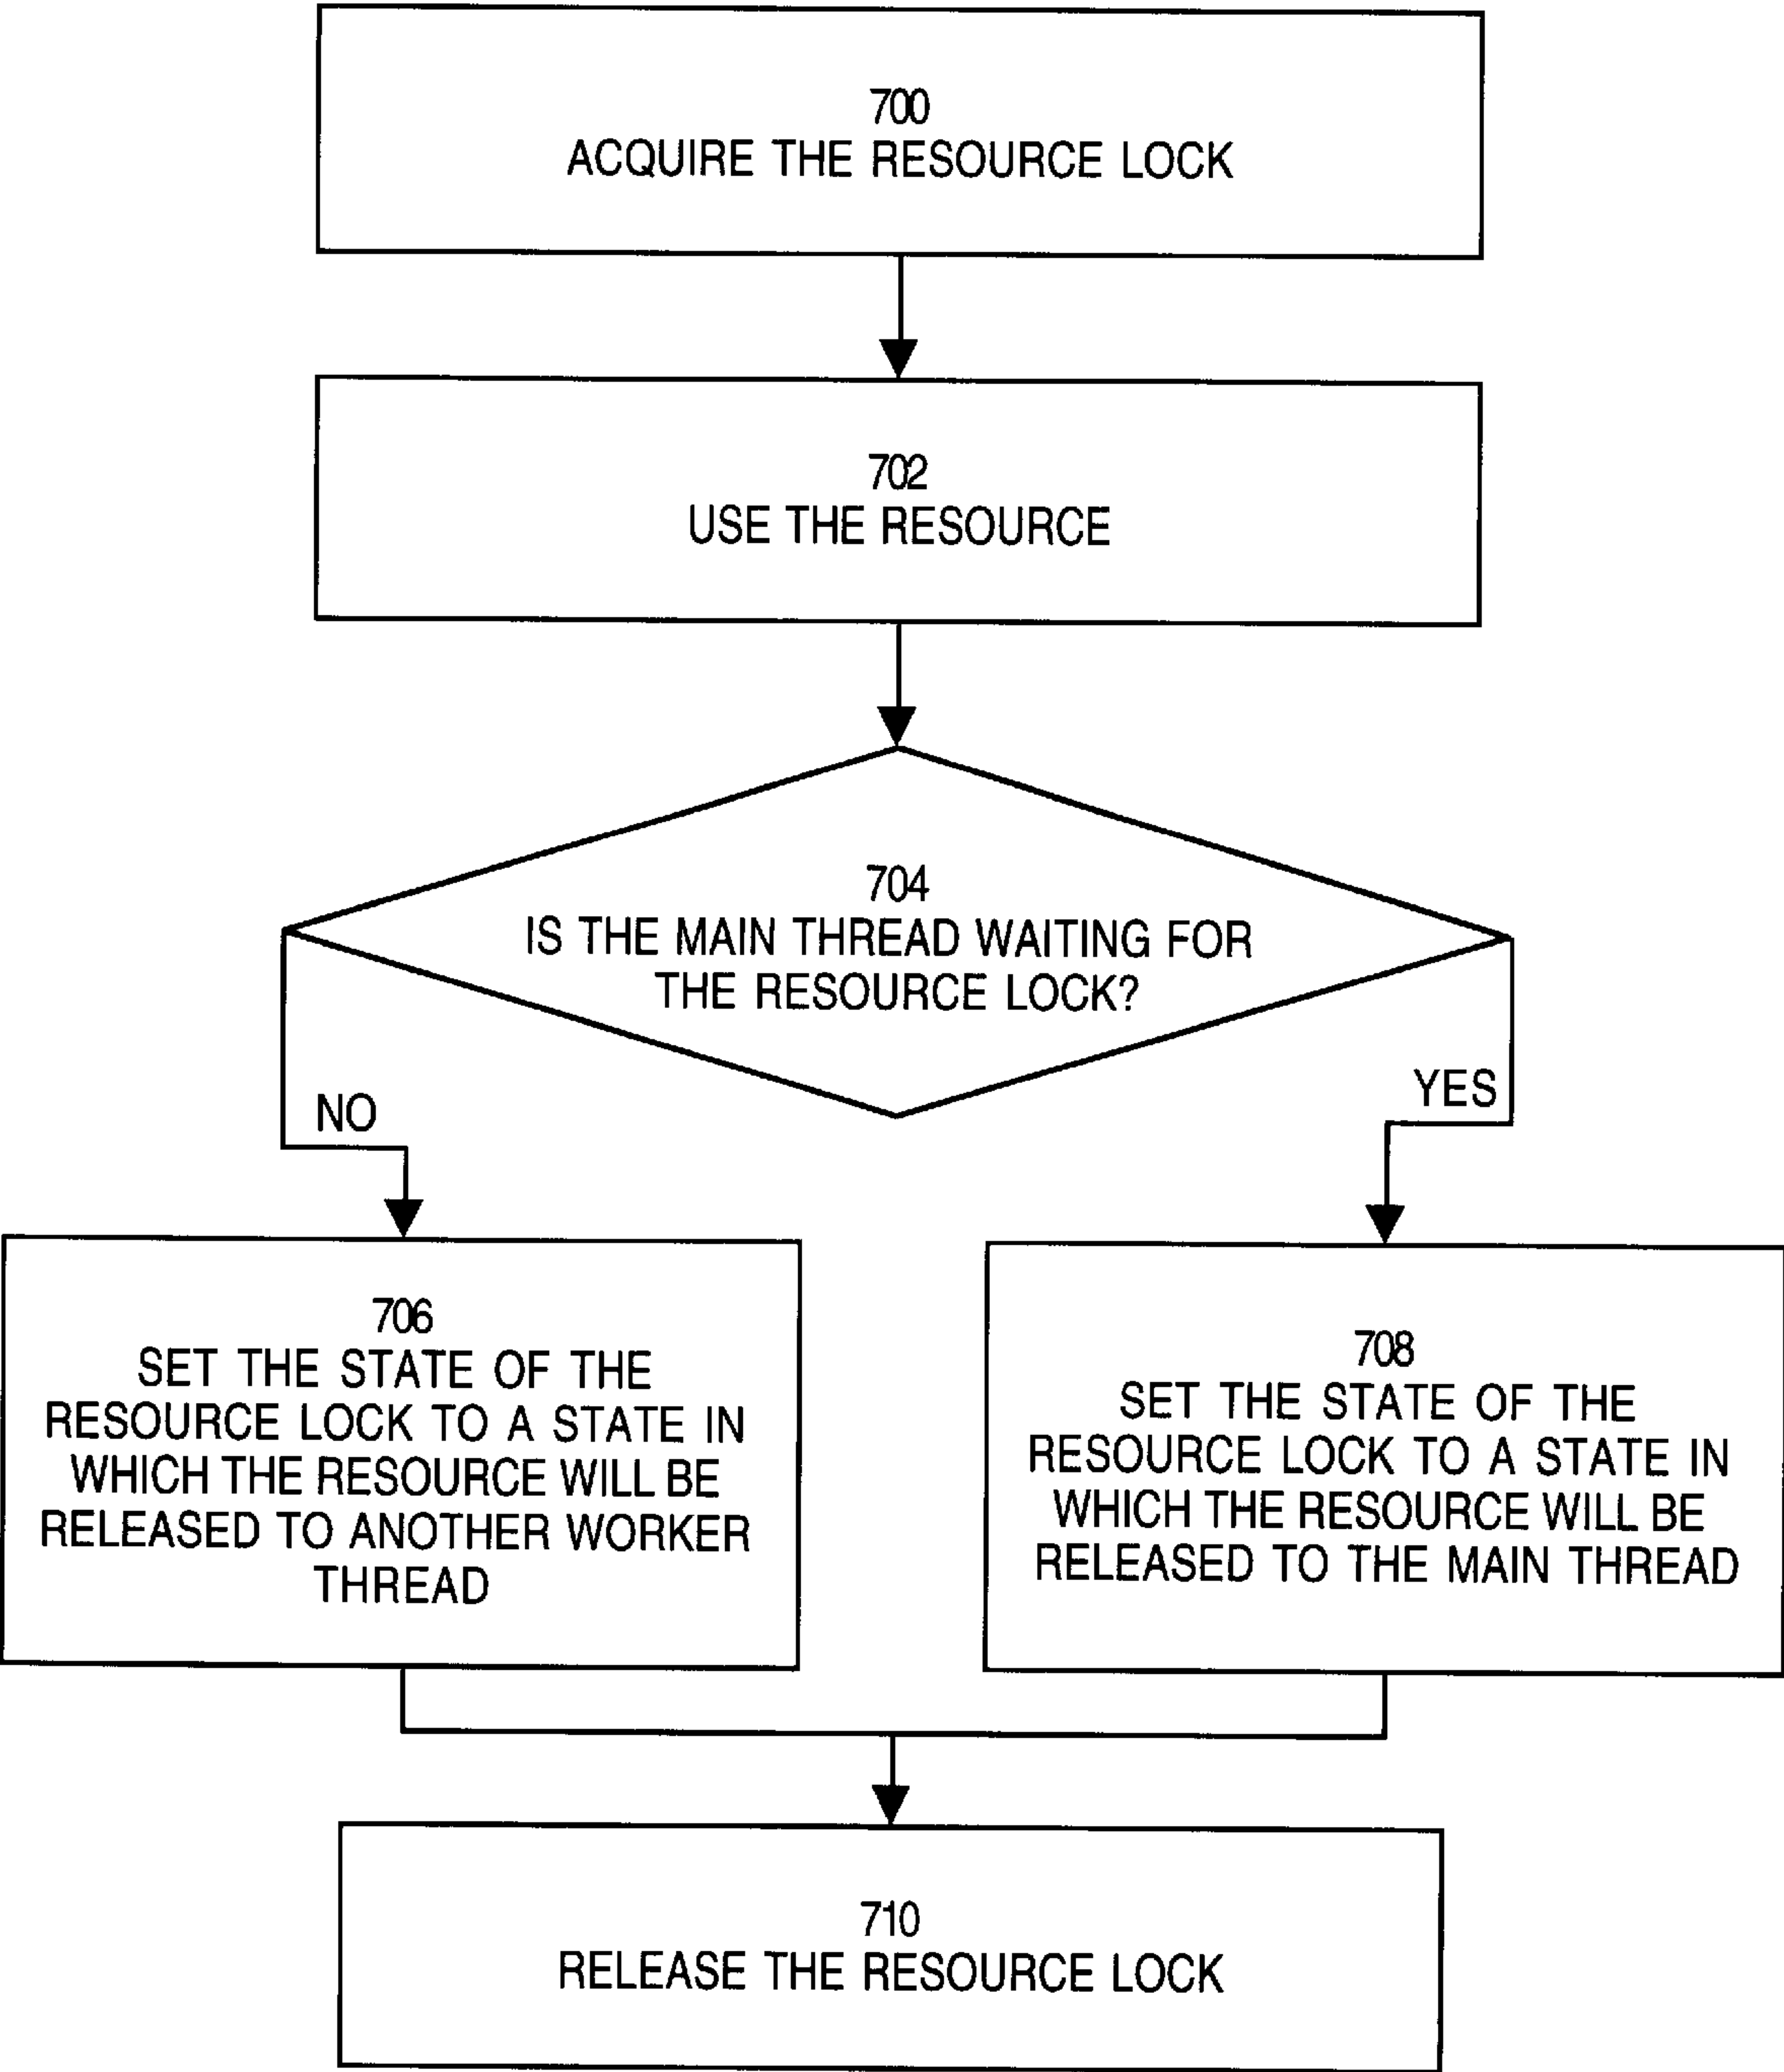 700
ACQUIRE THE RESOURCE LOCK
702
USE THE RESOURCE
704
IS THE MAIN THREAD WAITING FOR
THE RESOURCE LOCK?
NO
YES
706
SET THE STATE OF THE
RESOURCE LOCK TO A STATE IN
WHICH THE RESOURCE WILL BE
RELEASED TO ANOTHER WORKER
THREAD
708
SET THE STATE OF THE
RESOURCE LOCK TO A STATE IN
WHICH THE RESOURCE WILL BE
RELEASED TO THE MAIN THREAD
710
RELEASE THE RESOURCE LOCK